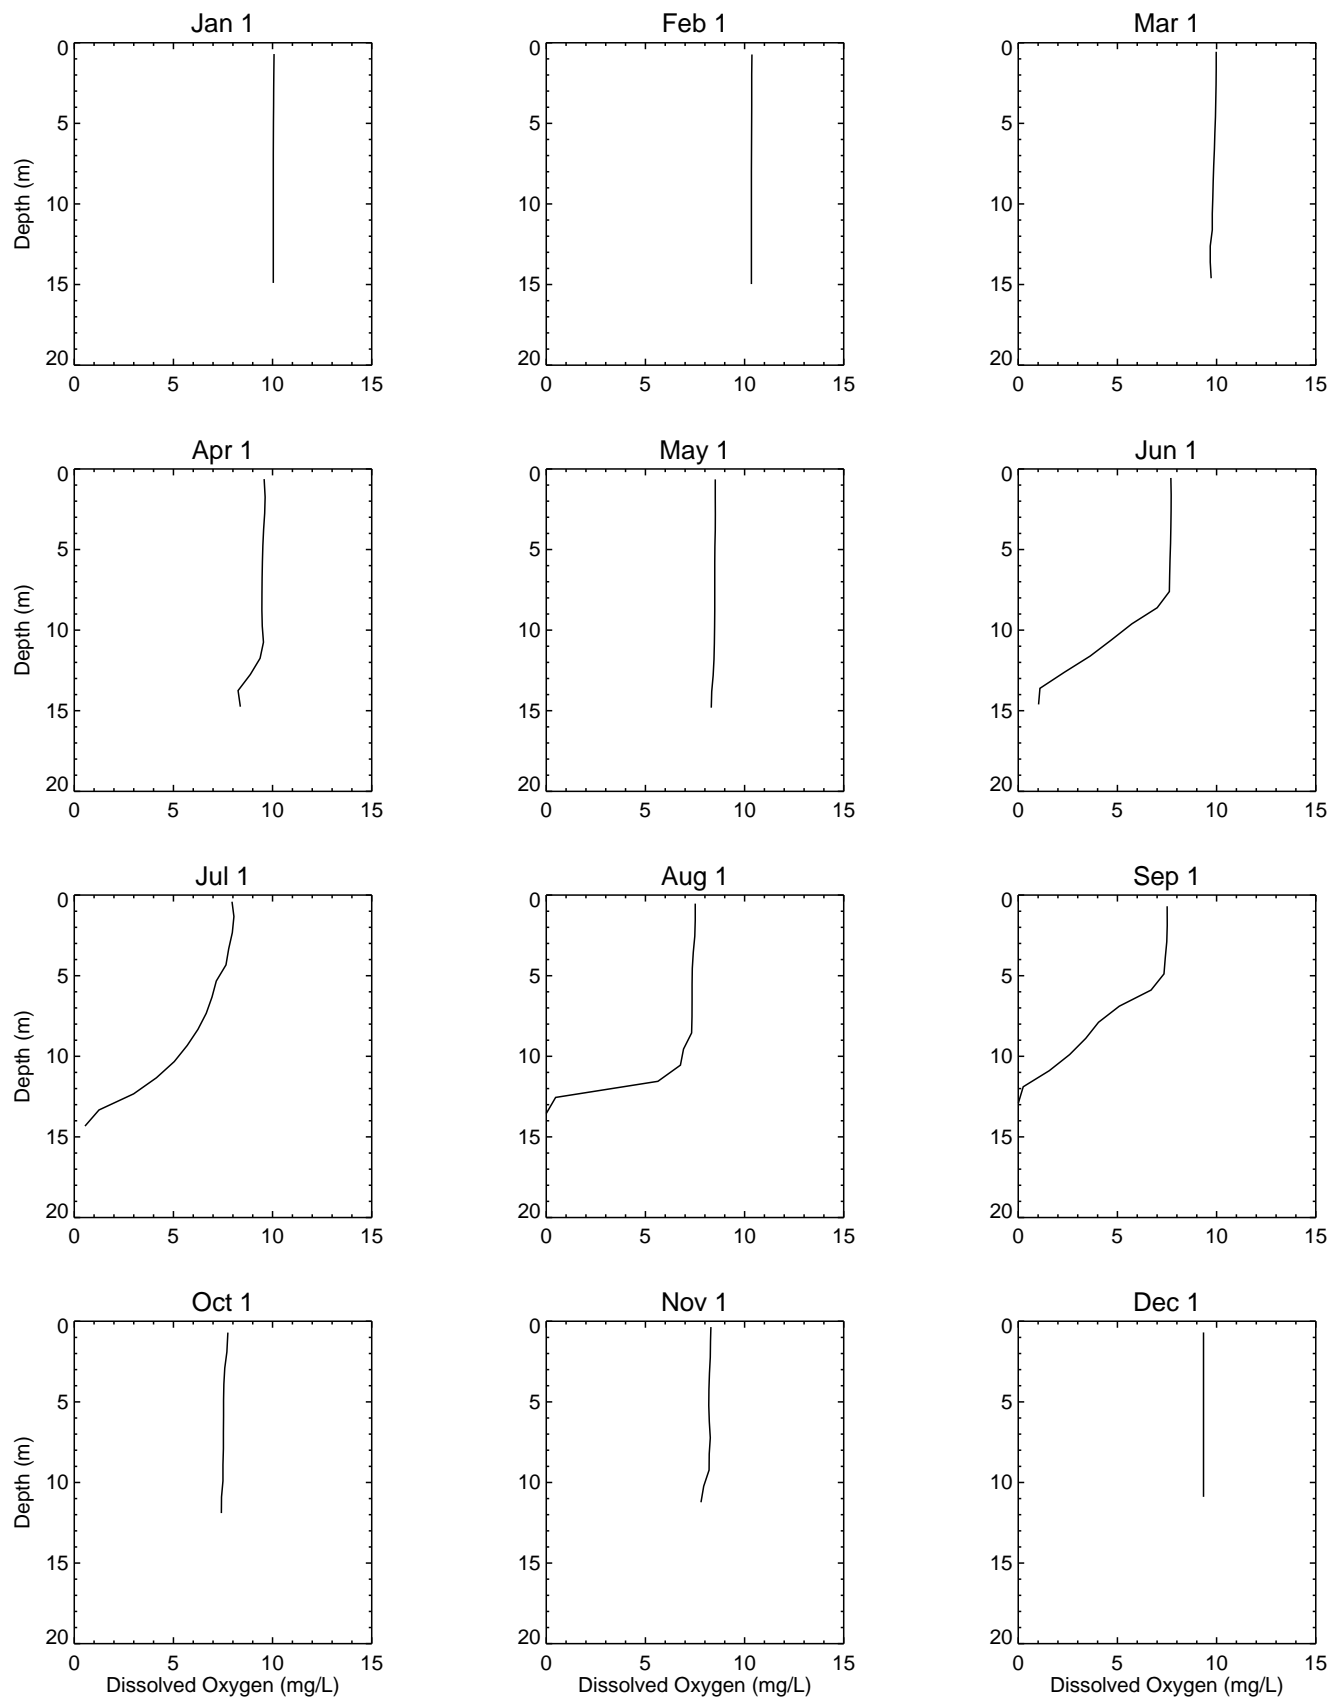 Jan 1 Feb 1 Mar 1
0 0 0
5 5 5
10 10 10
15 15 15
20 20 20
0 5 10 15 0 5 10 15 0 5 10 15
Depth (m)
Apr 1 May 1 Jun 1
0 0 0
5 5 5
10 10 10
15 15 15
20 20 20
0 5 10 15 0 5 10 15 0 5 10 15
Depth (m)
Jul 1 Aug 1 Sep 1
0 0 0
5 5 5
10 10 10
15 15 15
20 20 20
0 5 10 15 0 5 10 15 0 5 10 15
Depth (m)
Oct 1 Nov 1 Dec 1
0 0 0
5 5 5
10 10 10
15 15 15
20 20 20
0 5 10 15 0 5 10 15 0 5 10 15
Depth (m)
Dissolved Oxygen (mg/L) Dissolved Oxygen (mg/L) Dissolved Oxygen (mg/L)